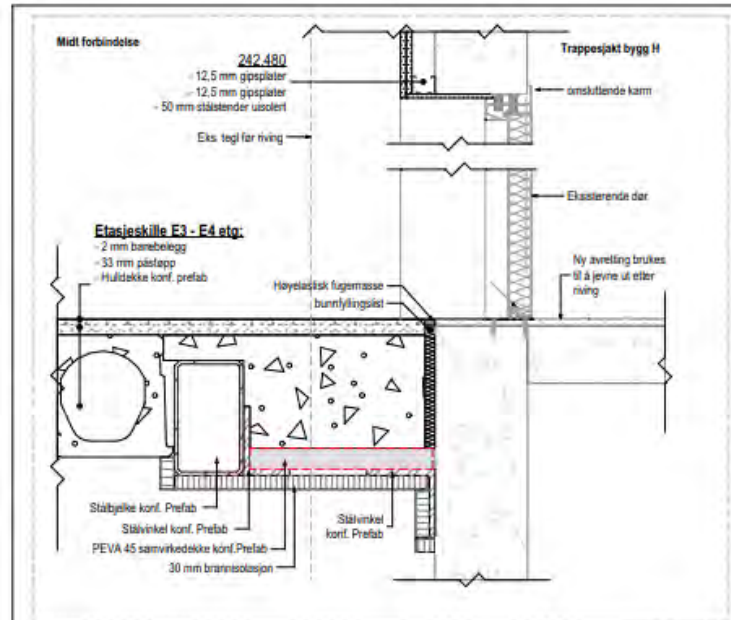 Midt forbindelse
Trappesjakt bygg H
242.480
- 12,5 mm gipsplater
- 12,5 mm gipsplater
- 50 mm stålstender uisolert
omsluttende karm
Eks. tegl før riving
Eksisterende dør
Etasjeskille E3 - E4 etg:
- 2 mm banebelegg
- 33 mm påstøpp
- Hulldekke konf. prefab
Høyelastisk fugemasse
bunnfyllingslist
Ny avretting brukes
til å jevne ut etter
riving
Stålbjelke konf. Prefab
Stålvinkel konf. Prefab
PEVA 45 samvirkedekke konf.Prefab
30 mm brannisolasjon
Stålvinkel
konf. Prefab